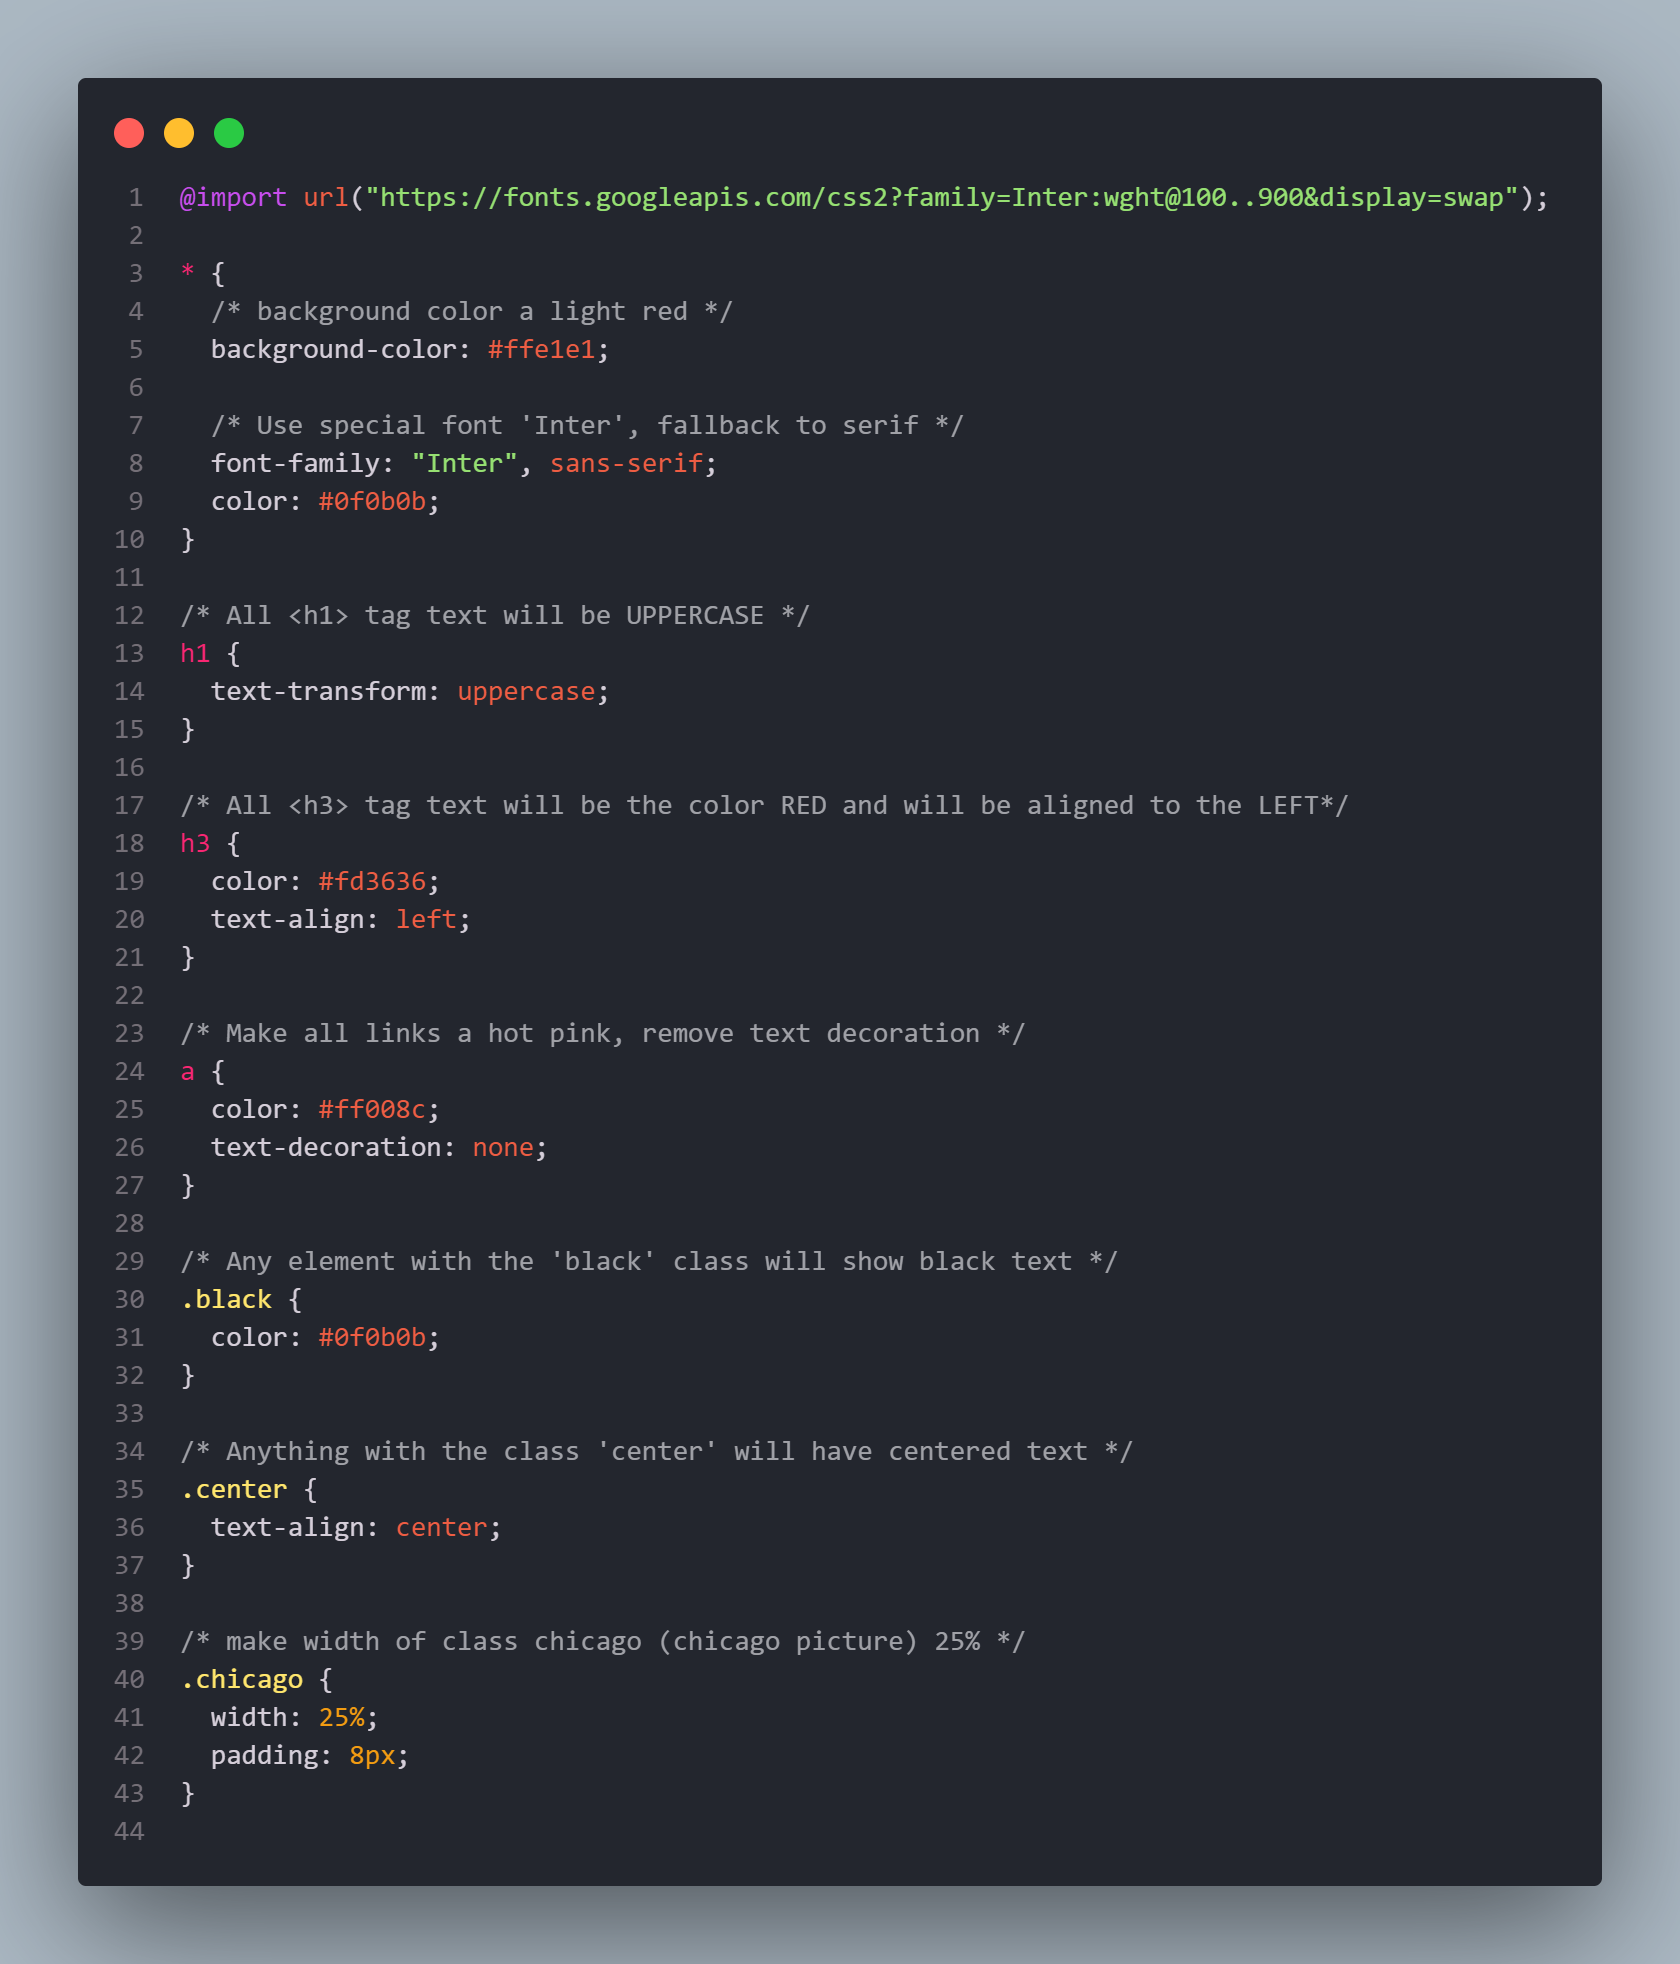 1 @import url("https://fonts.googleapis.com/css2?family=Inter:wght@100..900&display=swap");
2
3 * {
4   /* background color a light red */
5   background-color: #ffe1e1;
6
7   /* Use special font 'Inter', fallback to serif */
8   font-family: "Inter", sans-serif;
9   color: #0f0b0b;
10 }
11
12 /* All <h1> tag text will be UPPERCASE */
13 h1 {
14   text-transform: uppercase;
15 }
16
17 /* All <h3> tag text will be the color RED and will be aligned to the LEFT*/
18 h3 {
19   color: #fd3636;
20   text-align: left;
21 }
22
23 /* Make all links a hot pink, remove text decoration */
24 a {
25   color: #ff008c;
26   text-decoration: none;
27 }
28
29 /* Any element with the 'black' class will show black text */
30 .black {
31   color: #0f0b0b;
32 }
33
34 /* Anything with the class 'center' will have centered text */
35 .center {
36   text-align: center;
37 }
38
39 /* make width of class chicago (chicago picture) 25% */
40 .chicago {
41   width: 25%;
42   padding: 8px;
43 }
44